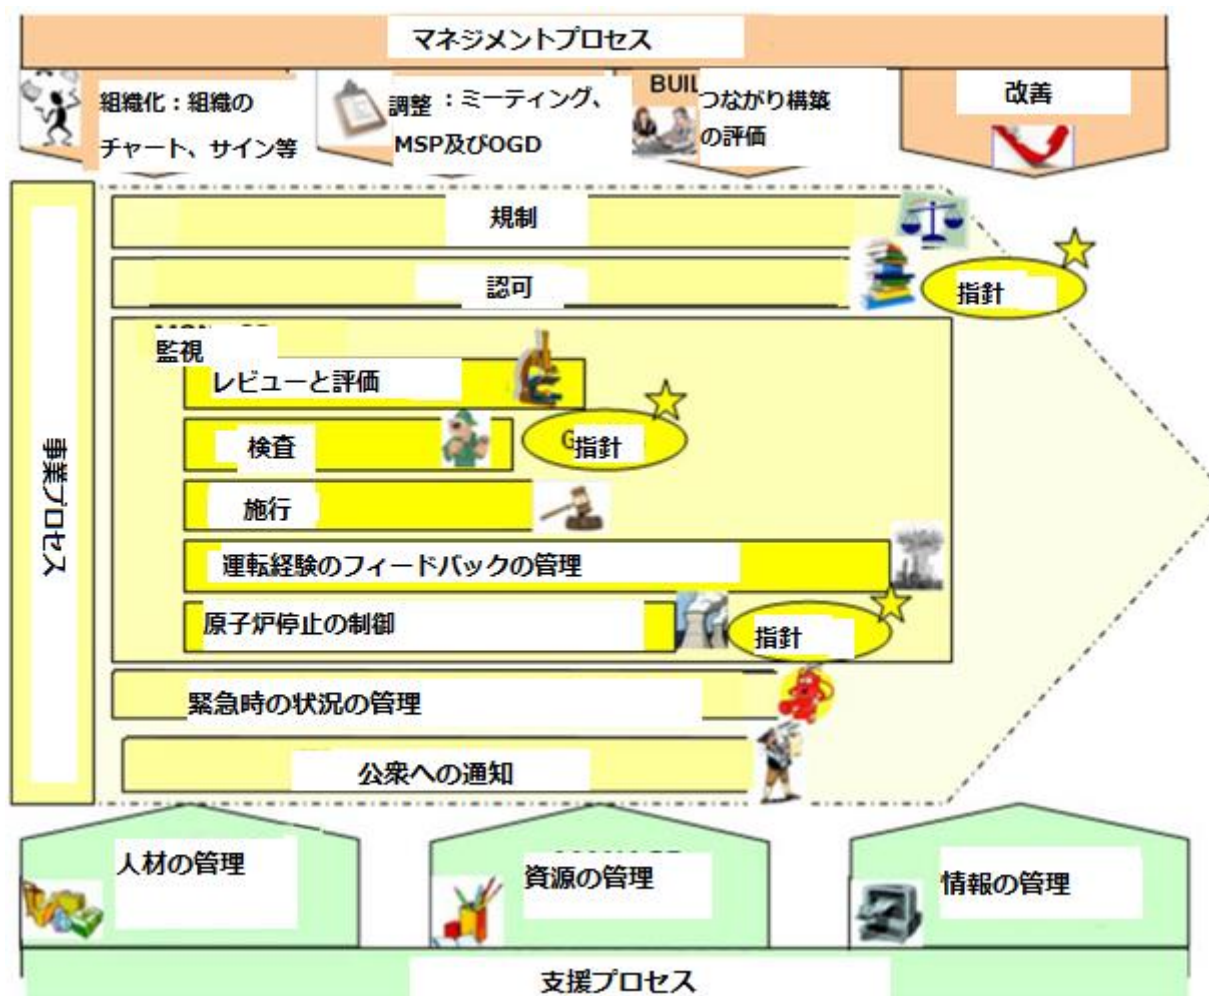 マネジメントプロセス
組織化：組織の
チャート、サイン等
調整：ミーティング、
MSP及びOGD
BUIL
つながり構築
の評価
改善
事業プロセス
規制
認可
指針
監視
レビューと評価
検査
G指針
施行
運転経験のフィードバックの管理
原子炉停止の制御
指針
緊急時の状況の管理
公衆への通知
人材の管理
資源の管理
情報の管理
支援プロセス